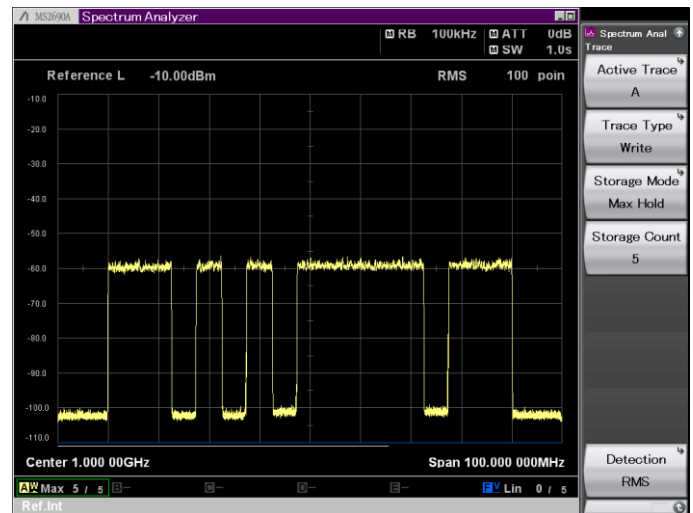 MS2690A Spectrum Analyzer
M RB 100kHz M ATT 0dB
M SW 1.0s
Reference L -10.00dBm RMS 100 poin
-10.0
-20.0
-30.0
-40.0
-50.0
-60.0
-70.0
-80.0
-90.0
-100.0
-110.0
Center 1.000 00GHz Span 100.000 000MHz
A Max 5 / 5 B- C- D- E- F Lin 0 / 5
Ref.Int
Spectrum Anal
Trace
Active Trace
A
Trace Type
Write
Storage Mode
Max Hold
Storage Count
5
Detection
RMS